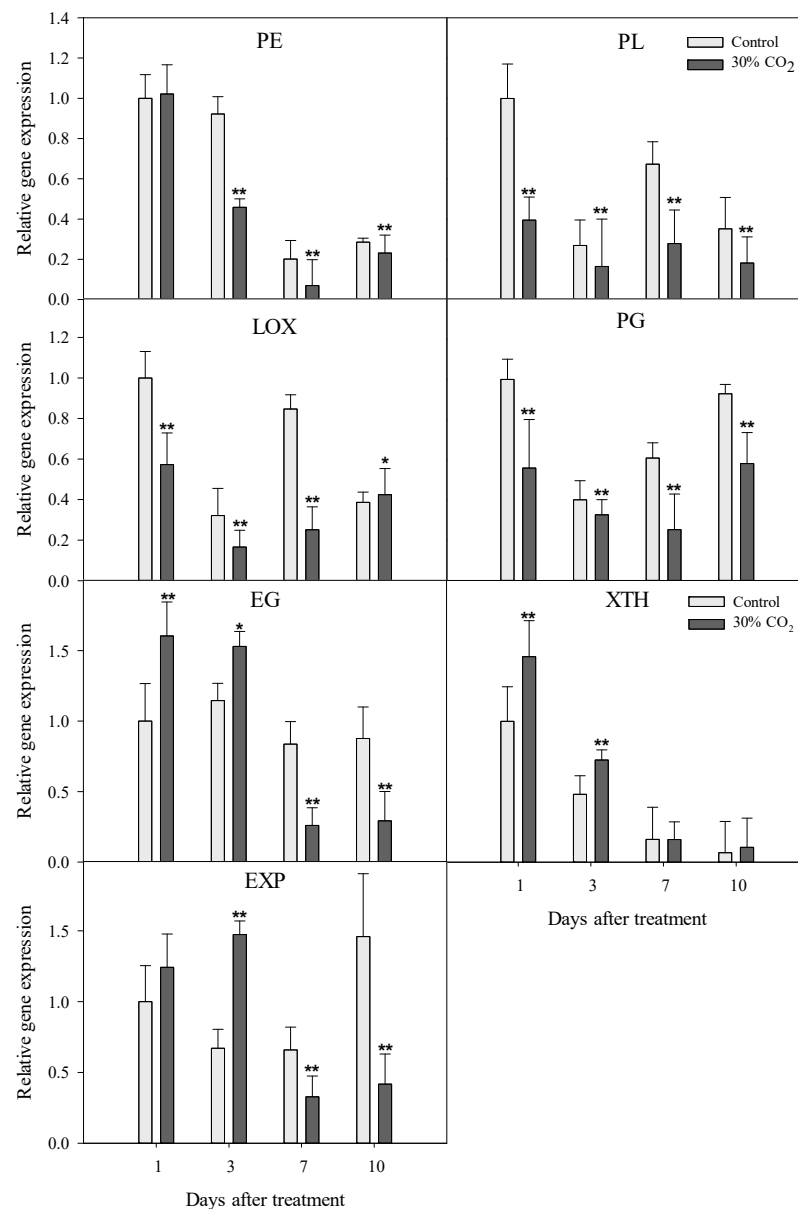 PE
PL
Control
30% CO2
Relative gene expression
1.4
1.2
1.0
0.8
0.6
0.4
0.2
0.0
**
**
**
**
**
**
**
LOX
PG
Relative gene expression
1.2
1.0
0.8
0.6
0.4
0.2
0.0
**
**
**
*
**
**
**
**
EG
XTH
Control
30% CO₂
Relative gene expression
1.5
1.0
0.5
0.0
**
*
**
**
**
**
1 3 7 10
Days after treatment
EXP
Relative gene expression
1.5
1.0
0.5
0.0
**
**
**
1 3 7 10
Days after treatment